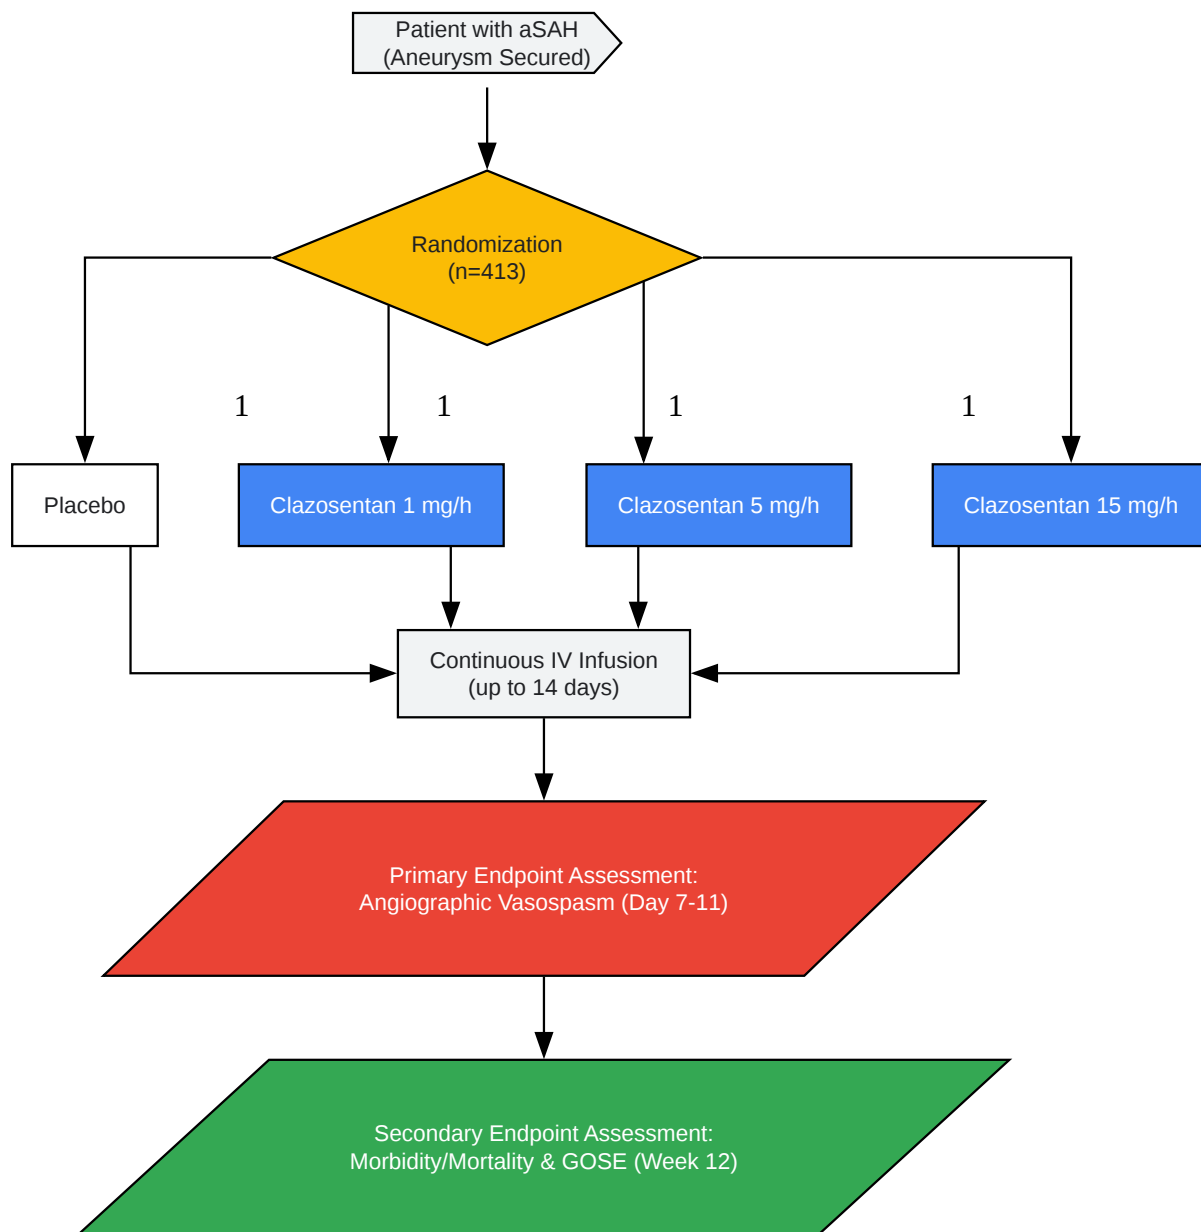 Patient with aSAH
(Aneurysm Secured)
Randomization
(n=413)
1
1
1
1
Placebo
Clazosentan 1 mg/h
Clazosentan 5 mg/h
Clazosentan 15 mg/h
Continuous IV Infusion
(up to 14 days)
Primary Endpoint Assessment:
Angiographic Vasospasm (Day 7-11)
Secondary Endpoint Assessment:
Morbidity/Mortality & GOSE (Week 12)